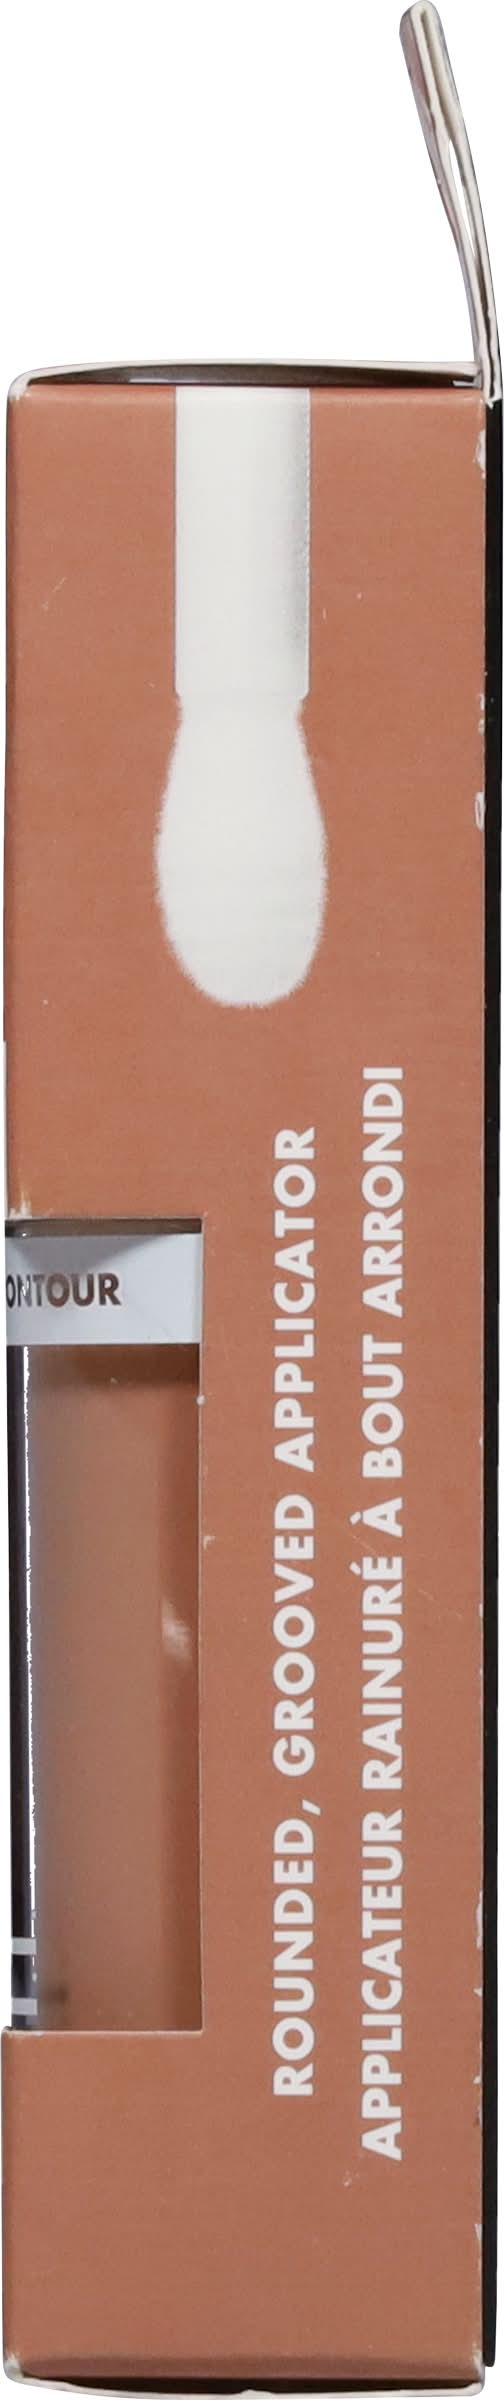 ONTOUR
ROUNDED, GROOVED APPLICATOR
APPLICATEUR RAINURÉ À BOUT ARRONDI